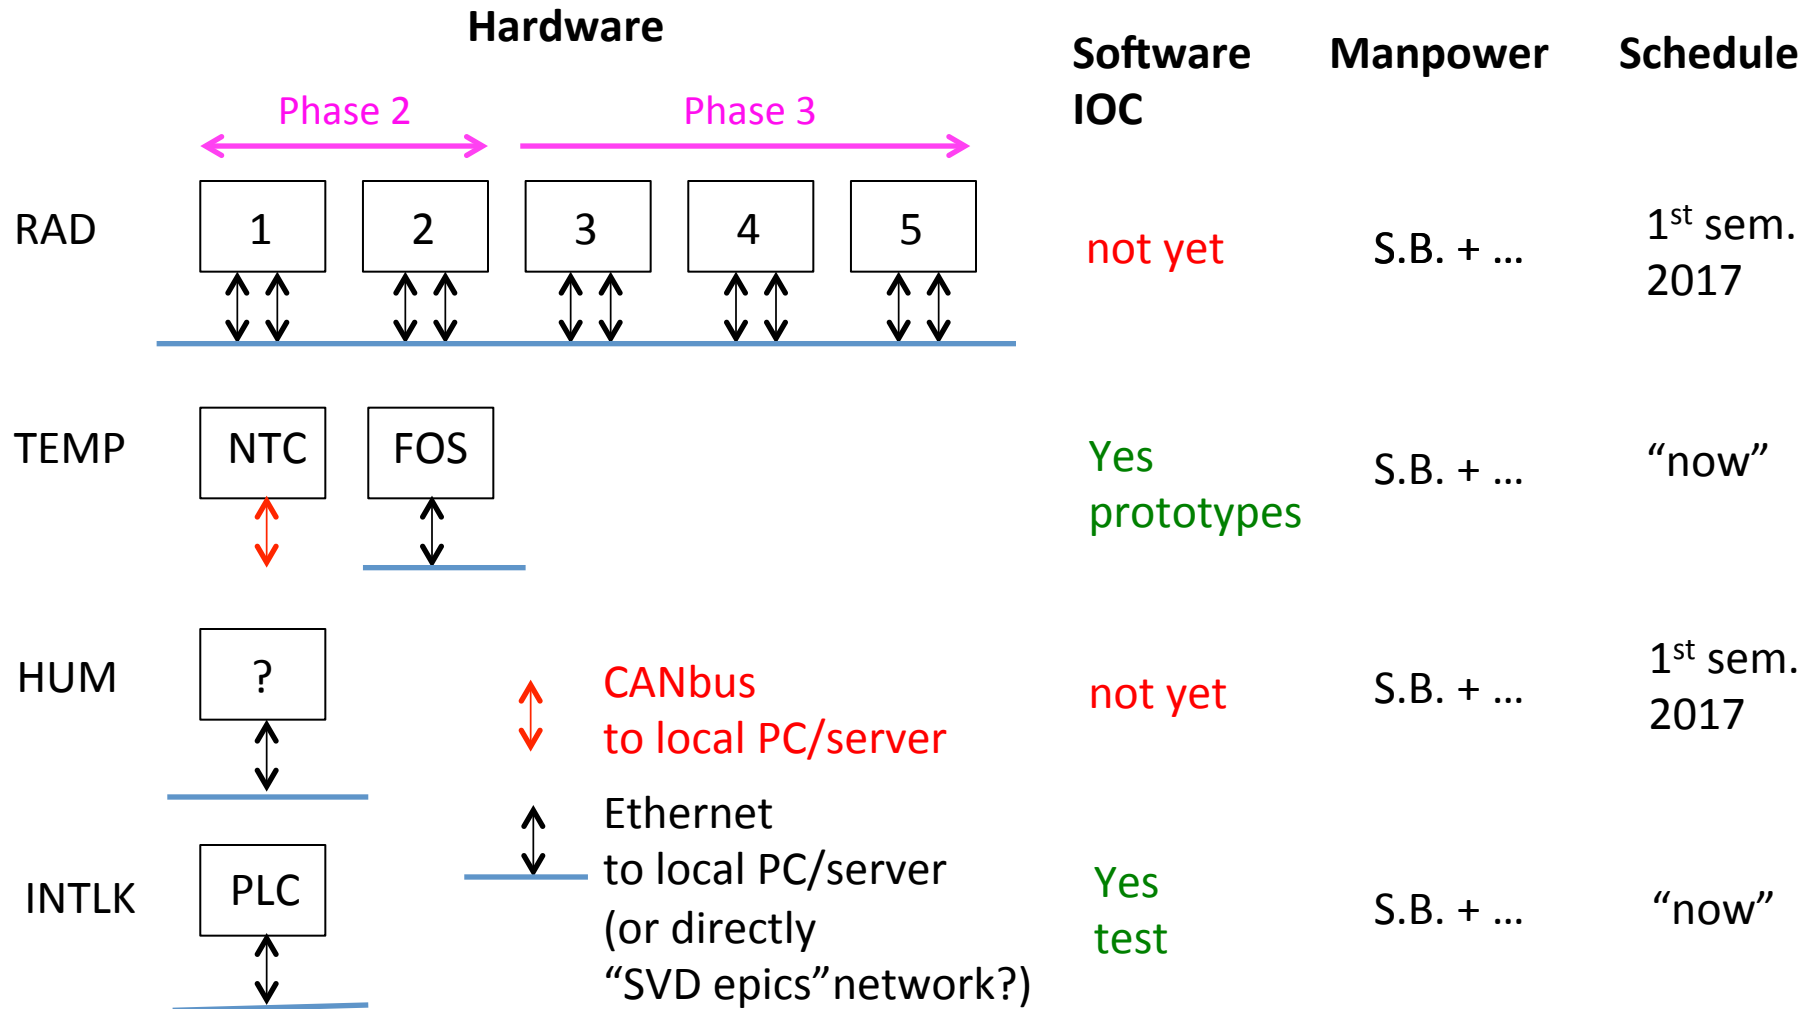 Hardware
Software
IOC
Manpower
Schedule
Phase 2
Phase 3
RAD
1
2
3
4
5
not yet
S.B. + ...
1st sem.
2017
TEMP
NTC
FOS
Yes
prototypes
S.B. + ...
“now”
HUM
?
CANbus
to local PC/server
not yet
S.B. + ...
1st sem.
2017
INTLK
PLC
Ethernet
to local PC/server
(or directly
“SVD epics”network?)
Yes
test
S.B. + ...
“now”